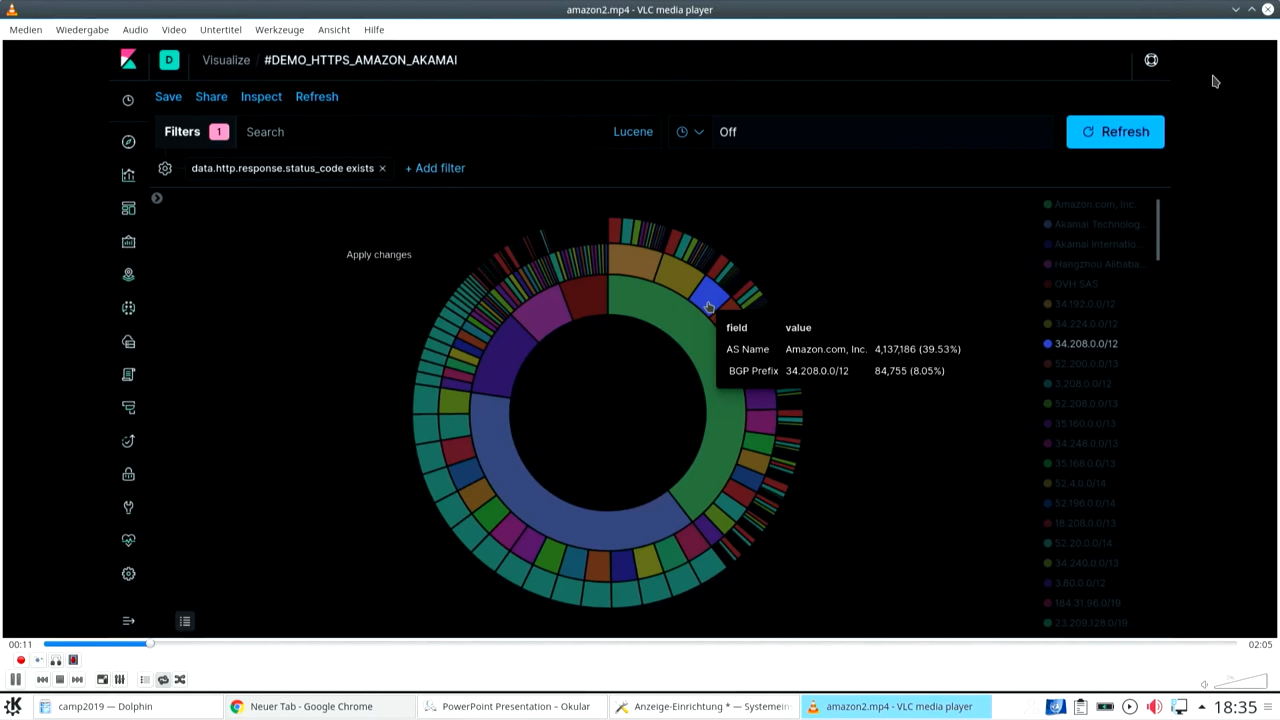 amazon2.mp4 - VLC media player
Medien Wiedergabe Audio Video Untertitel Werkzeuge Ansicht Hilfe
D Visualize / #DEMO_HTTPS_AMAZON_AKAMAI
Save Share Inspect Refresh
Filters 1 Search Lucene Off Refresh
data.http.response.status_code exists × + Add filter
Apply changes
field value
AS Name Amazon.com, Inc. 4,137,186 (39.53%)
BGP Prefix 34.208.0.0/12 84,755 (8.05%)
Amazon.com, Inc.
Akamai Technolog...
Akamai Internatio...
Hangzhou Alibaba...
OVH SAS
34.192.0.0/12
34.224.0.0/12
34.208.0.0/12
52.200.0.0/13
3.208.0.0/12
52.208.0.0/13
35.160.0.0/13
34.248.0.0/13
35.168.0.0/13
52.4.0.0/14
52.196.0.0/14
18.208.0.0/13
52.20.0.0/14
34.240.0.0/13
3.80.0.0/12
184.31.96.0/19
23.209.128.0/19
00:11 02:05
camp2019 — Dolphin
Neuer Tab - Google Chrome
PowerPoint Presentation - Okular
Anzeige-Einrichtung * — Systemein
amazon2.mp4 - VLC media player
18:35